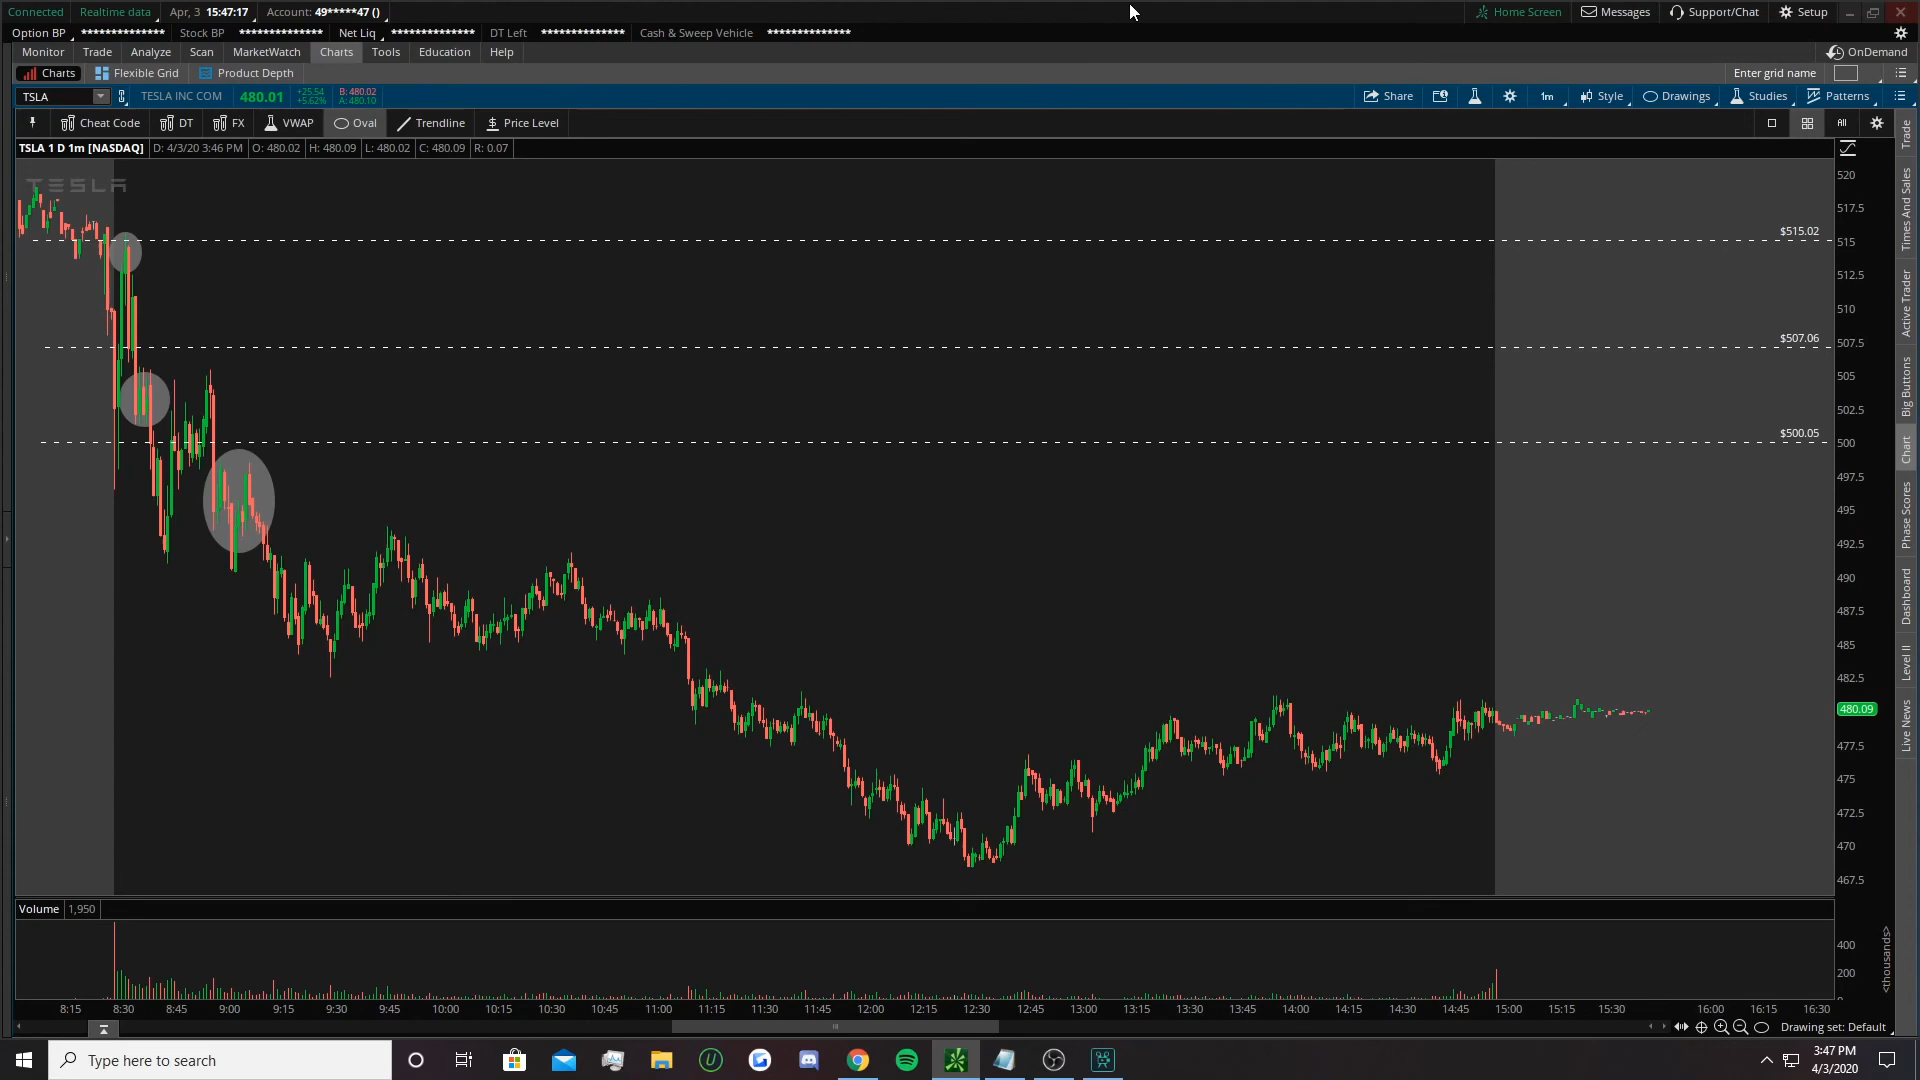 Connected Realtime data Apr, 3 15:47:17 Account: 49*****47 () Home Screen Messages Support/Chat Setup
Option BP ************** Stock BP ************** Net Liq ************** DT Left ************** Cash & Sweep Vehicle **************
Monitor Trade Analyze Scan MarketWatch Charts Tools Education Help OnDemand
Charts Flexible Grid Product Depth Enter grid name
TSLA TESLA INC COM 480.01 +25.54 +5.62% B: 480.02 A: 480.10 Share 1m Style Drawings Studies Patterns
Cheat Code DT FX VWAP Oval Trendline $ Price Level All
TSLA 1 D 1m [NASDAQ] D: 4/3/20 3:46 PM O: 480.02 H: 480.09 L: 480.02 C: 480.09 R: 0.07
TESLA
$515.02
$507.06
$500.05
520
517.5
515
512.5
510
507.5
505
502.5
500
497.5
495
492.5
490
487.5
485
482.5
480.09
477.5
475
472.5
470
467.5
Trade
Times And Sales
Active Trader
Big Buttons
Chart
Phase Scores
Dashboard
Level II
Live News
Volume 1,950
400
200
<thousands>
8:15 8:30 8:45 9:00 9:15 9:30 9:45 10:00 10:15 10:30 10:45 11:00 11:15 11:30 11:45 12:00 12:15 12:30 12:45 13:00 13:15 13:30 13:45 14:00 14:15 14:30 14:45 15:00 15:15 15:30 16:00 16:15 16:30
Drawing set: Default
Type here to search
3:47 PM
4/3/2020